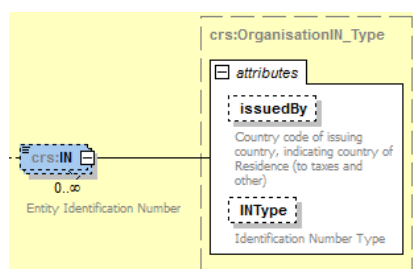 crs:OrganisationIN_Type
attributes
issuedBy
Country code of issuing
country, indicating country of
Residence (to taxes and
other)
crs:IN
0..∞
Entity Identification Number
INType
Identification Number Type